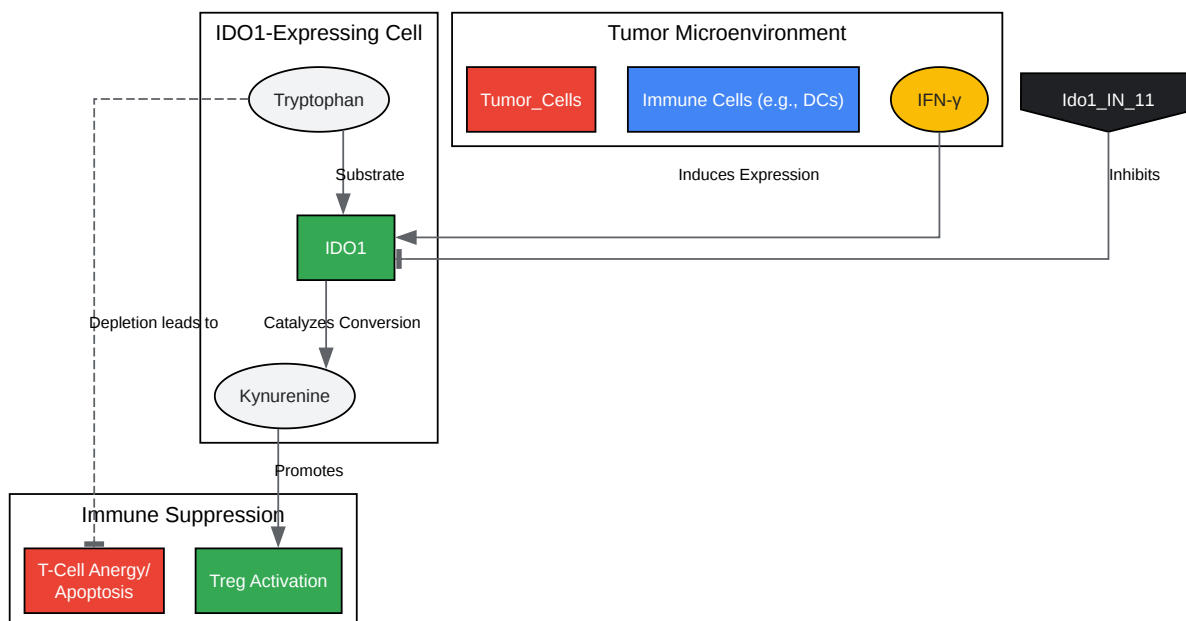 IDO1-Expressing Cell
Tumor Microenvironment
Tryptophan
Tumor_Cells
Immune Cells (e.g., DCs)
IFN-γ
Ido1_IN_11
Substrate
Induces Expression
Inhibits
IDO1
Depletion leads to
Catalyzes Conversion
Kynurenine
Promotes
Immune Suppression
T-Cell Anergy/
Apoptosis
Treg Activation